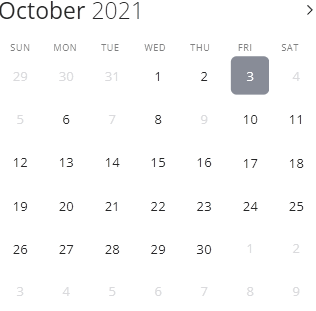 October 2021
SUN MON TUE WED THU FRI SAT
29 30 31 1 2 3 4
5 6 7 8 9 10 11
12 13 14 15 16 17 18
19 20 21 22 23 24 25
26 27 28 29 30 1 2
3 4 5 6 7 8 9